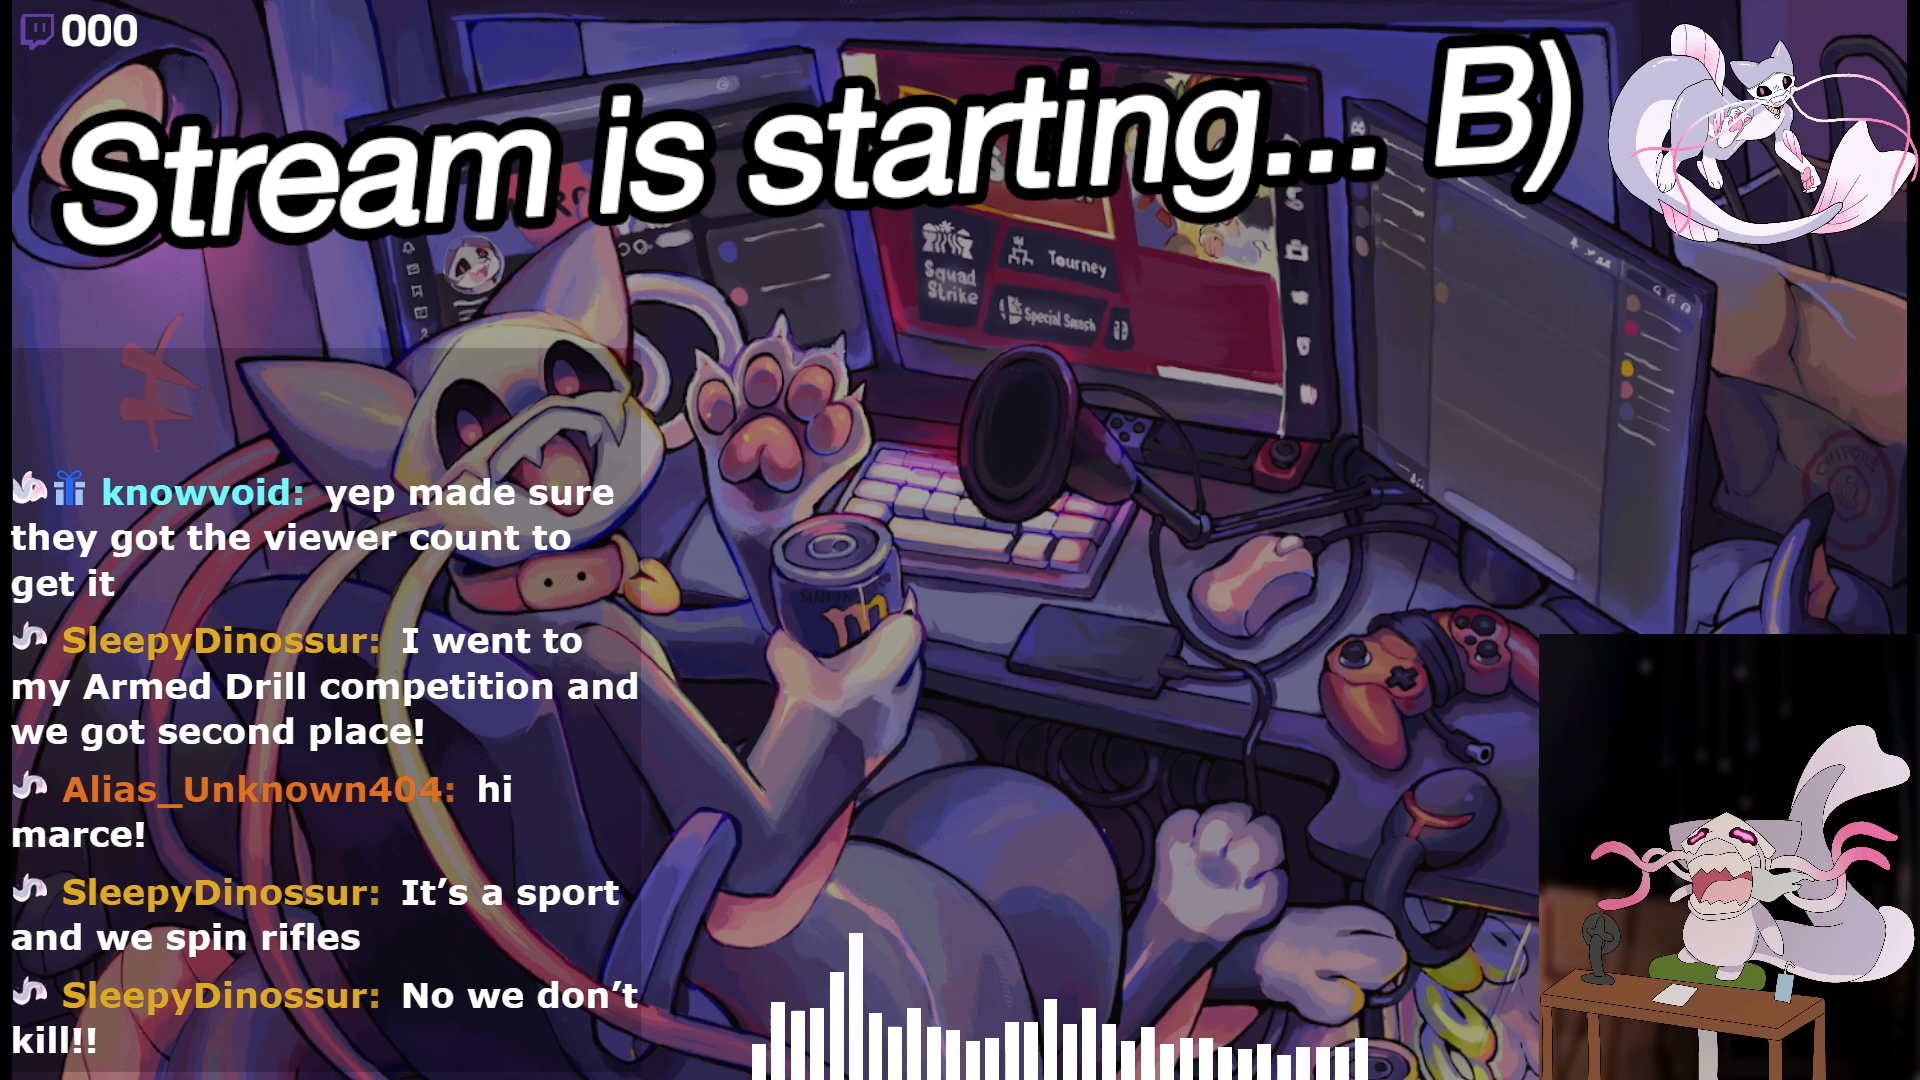 000
Stream is starting... B)
Squad
Strike
Tourney
Special Smash
CHIPOTLE
MANGO
m
knowvoid: yep made sure
they got the viewer count to
get it
SleepyDinossur: I went to
my Armed Drill competition and
we got second place!
Alias_Unknown404: hi
marce!
SleepyDinossur: It’s a sport
and we spin rifles
SleepyDinossur: No we don’t
kill!!